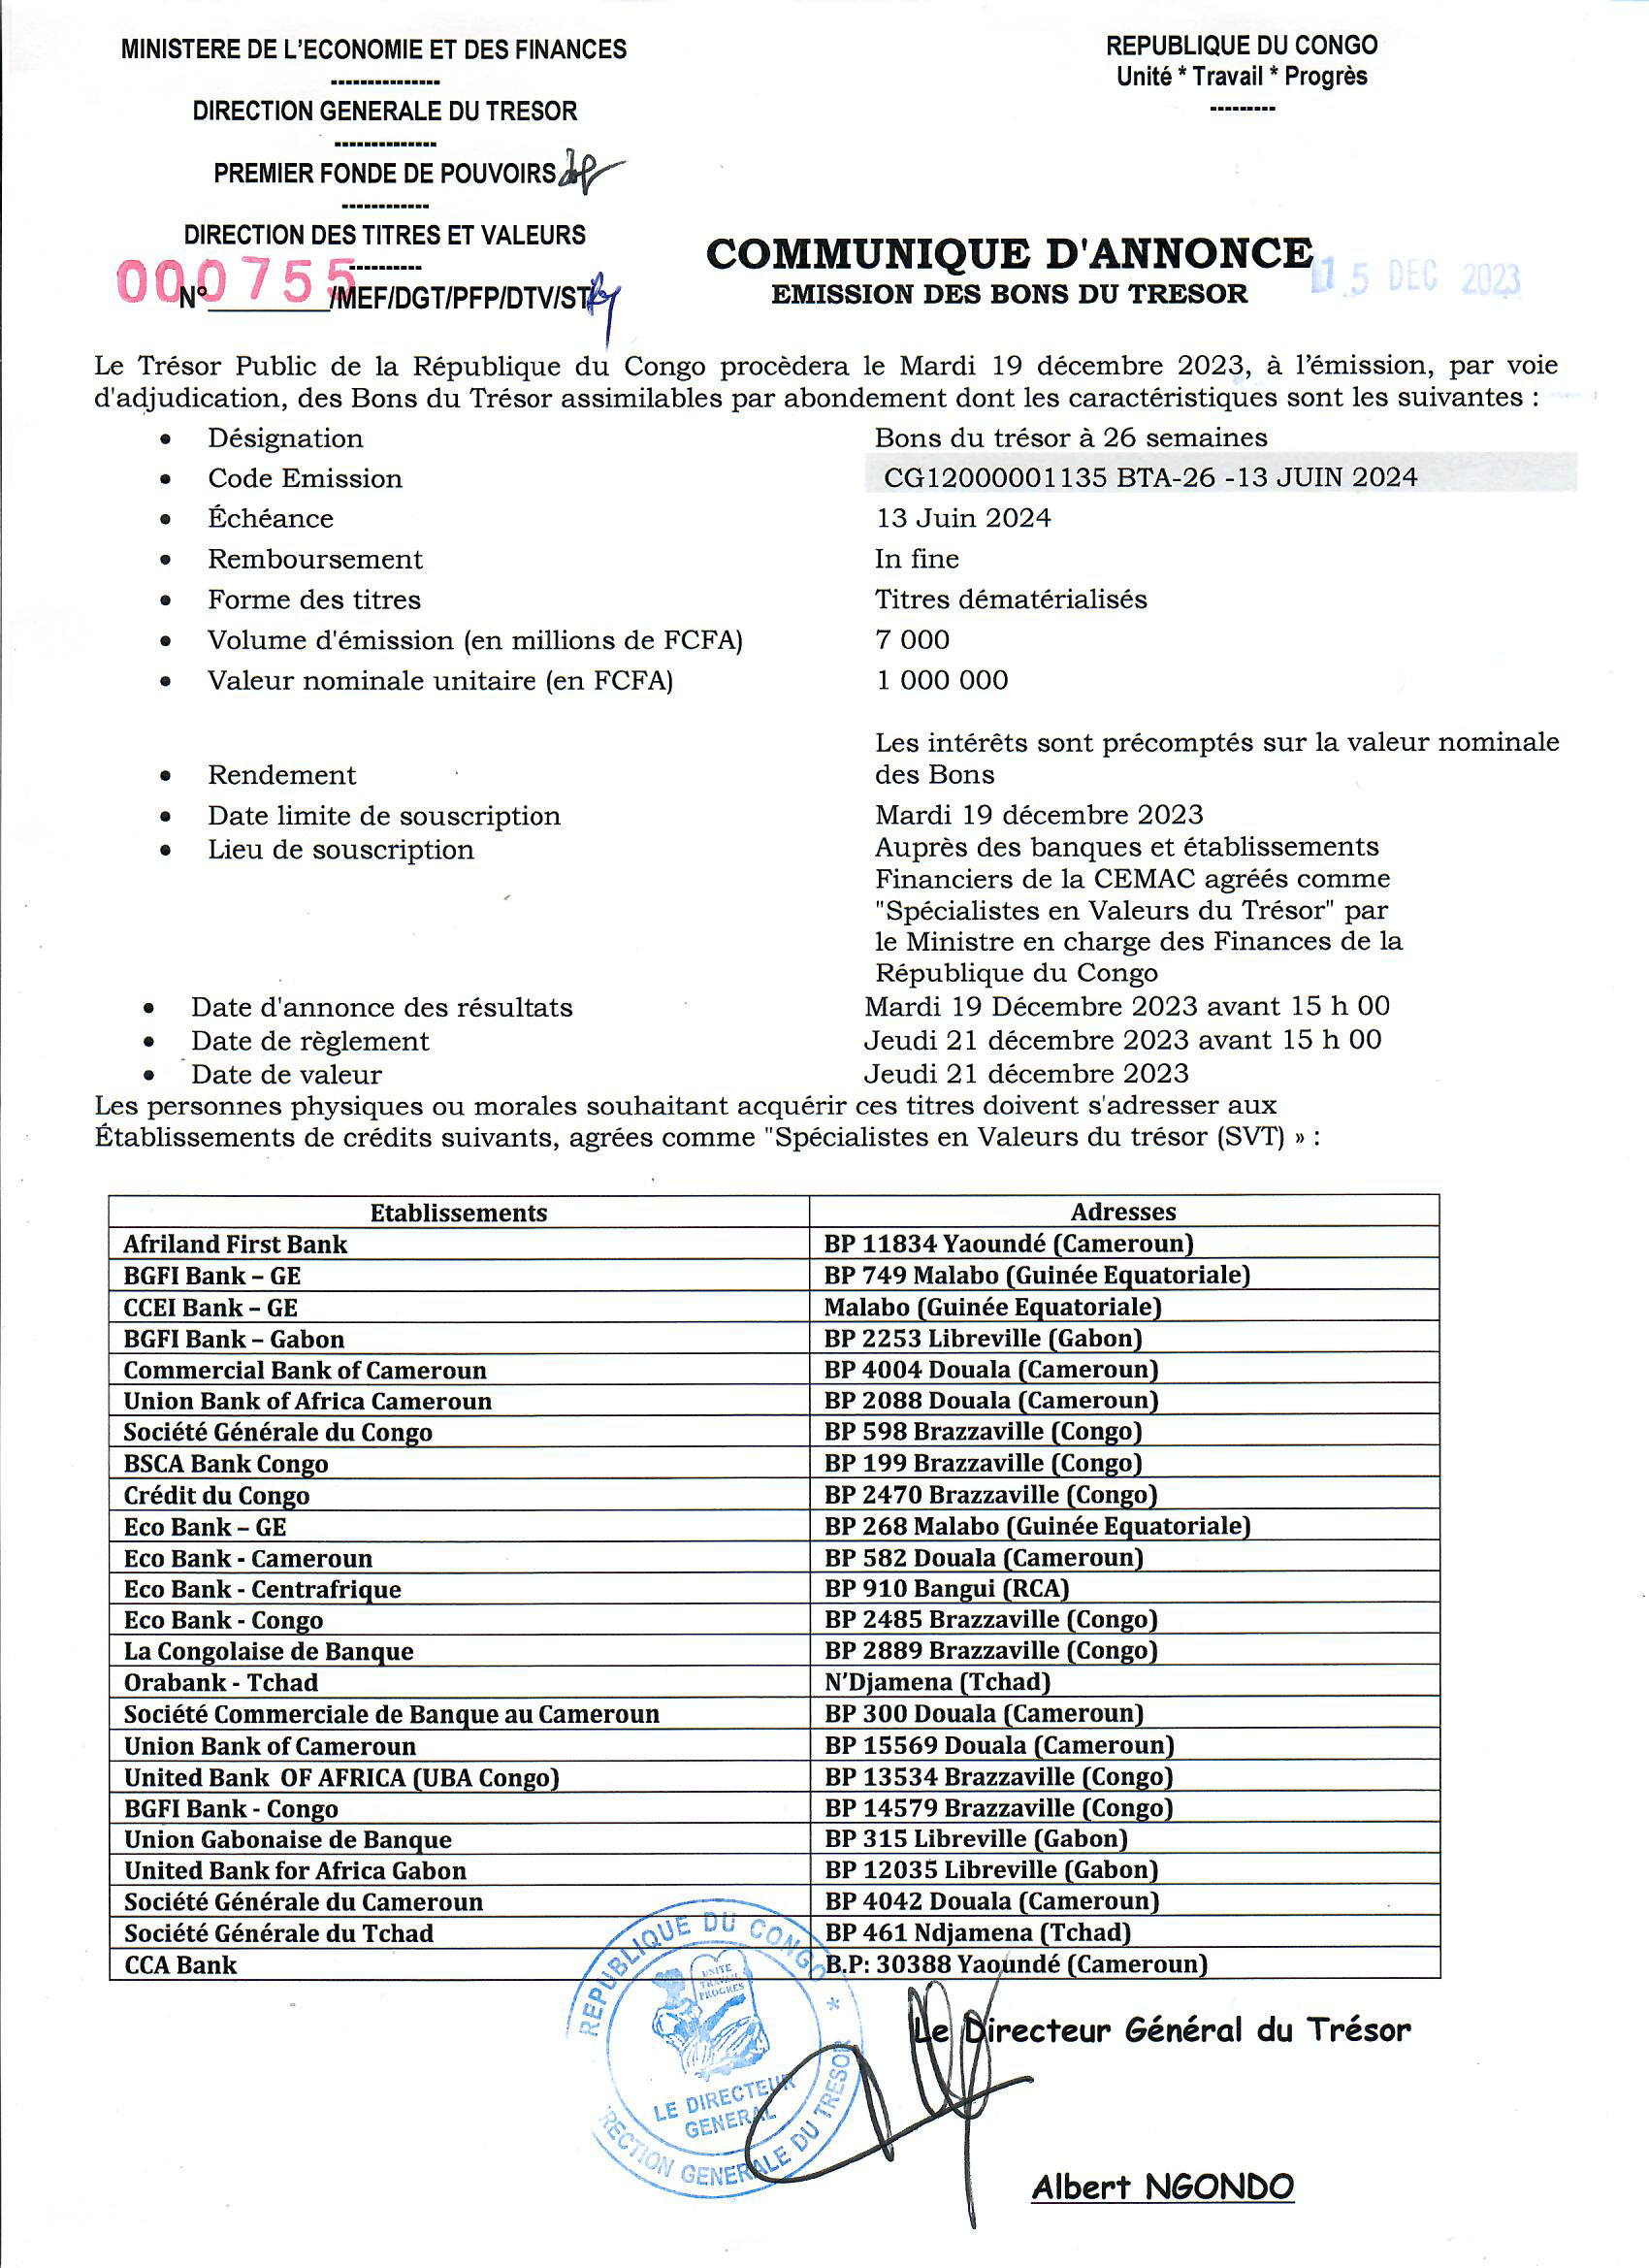 MINISTERE DE L'ECONOMIE ET DES FINANCES
---------------
DIRECTION GENERALE DU TRESOR
--------------
PREMIER FONDE DE POUVOIRS
------------
DIRECTION DES TITRES ET VALEURS
----------
000755
N° _________/MEF/DGT/PFP/DTV/ST
REPUBLIQUE DU CONGO
Unité * Travail * Progrès
---------
COMMUNIQUE D'ANNONCE
EMISSION DES BONS DU TRESOR
15 DEC 2023
Le Trésor Public de la République du Congo procèdera le Mardi 19 décembre 2023, à l'émission, par voie
d'adjudication, des Bons du Trésor assimilables par abondement dont les caractéristiques sont les suivantes :
• Désignation Bons du trésor à 26 semaines
• Code Emission CG12000001135 BTA-26 -13 JUIN 2024
• Échéance 13 Juin 2024
• Remboursement In fine
• Forme des titres Titres dématérialisés
• Volume d'émission (en millions de FCFA) 7 000
• Valeur nominale unitaire (en FCFA) 1 000 000
Les intérêts sont précomptés sur la valeur nominale
• Rendement des Bons
• Date limite de souscription Mardi 19 décembre 2023
• Lieu de souscription Auprès des banques et établissements
Financiers de la CEMAC agréés comme
"Spécialistes en Valeurs du Trésor" par
le Ministre en charge des Finances de la
République du Congo
• Date d'annonce des résultats Mardi 19 Décembre 2023 avant 15 h 00
• Date de règlement Jeudi 21 décembre 2023 avant 15 h 00
• Date de valeur Jeudi 21 décembre 2023
Les personnes physiques ou morales souhaitant acquérir ces titres doivent s'adresser aux
Établissements de crédits suivants, agrées comme "Spécialistes en Valeurs du trésor (SVT) » :
Etablissements Adresses
Afriland First Bank BP 11834 Yaoundé (Cameroun)
BGFI Bank – GE BP 749 Malabo (Guinée Equatoriale)
CCEI Bank – GE Malabo (Guinée Equatoriale)
BGFI Bank – Gabon BP 2253 Libreville (Gabon)
Commercial Bank of Cameroun BP 4004 Douala (Cameroun)
Union Bank of Africa Cameroun BP 2088 Douala (Cameroun)
Société Générale du Congo BP 598 Brazzaville (Congo)
BSCA Bank Congo BP 199 Brazzaville (Congo)
Crédit du Congo BP 2470 Brazzaville (Congo)
Eco Bank – GE BP 268 Malabo (Guinée Equatoriale)
Eco Bank - Cameroun BP 582 Douala (Cameroun)
Eco Bank - Centrafrique BP 910 Bangui (RCA)
Eco Bank - Congo BP 2485 Brazzaville (Congo)
La Congolaise de Banque BP 2889 Brazzaville (Congo)
Orabank - Tchad N'Djamena (Tchad)
Société Commerciale de Banque au Cameroun BP 300 Douala (Cameroun)
Union Bank of Cameroun BP 15569 Douala (Cameroun)
United Bank OF AFRICA (UBA Congo) BP 13534 Brazzaville (Congo)
BGFI Bank - Congo BP 14579 Brazzaville (Congo)
Union Gabonaise de Banque BP 315 Libreville (Gabon)
United Bank for Africa Gabon BP 12035 Libreville (Gabon)
Société Générale du Cameroun BP 4042 Douala (Cameroun)
Société Générale du Tchad BP 461 Ndjamena (Tchad)
CCA Bank B.P: 30388 Yaoundé (Cameroun)
REPUBLIQUE DU CONGO *
UNITE
TRAVAIL
PROGRES
LE DIRECTEUR
GENERAL
RECTION GENERALE DU TRESOR
Le Directeur Général du Trésor
Albert NGONDO